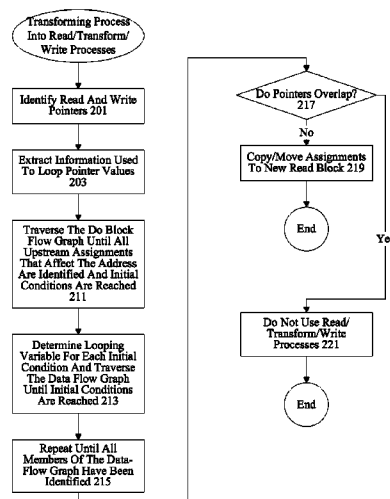 Transforming Process
Into Read/Transform/
Write Processes
Identify Read And Write
Pointers 201
Extract Information Used
To Loop Pointer Values
203
Traverse The Do Block
Flow Graph Until All
Upstream Assignments
That Affect The Address
Are Identified And Initial
Conditions Are Reached
211
Determine Looping
Variable For Each Initial
Condition And Traverse
The Data Flow Graph
Until Initial Conditions
Are Reached 213
Repeat Until All
Members Of The Data-
Flow Graph Have Been
Identified 215
Do Pointers Overlap?
217
No
Copy/Move Assignments
To New Read Block 219
End
Ye
Do Not Use Read/
Transform/Write
Processes 221
End